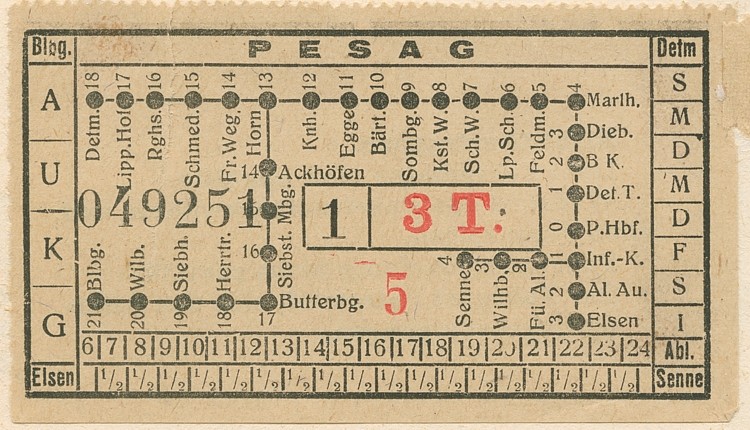 Blbg. PESAG Detm
18 17 16 15 14 13 12 11 10 9 8 7 6 5 4
Detm. Lipp.Hof Rghs. Schmed. Fr.Weg. Horn Knh. Egge Bärt. Sombg. Kst.W. Sch.W. Lp.Sch. Feldm. Marlh.
3 Dieb.
2 B K.
14 Ackhöfen
1 Det.T.
049251
15 Siebst. Mbg.
1 3 T.
0 P.Hbf.
16
4 3 2 1 Inf.-K.
Senne Wilhb. Fü. Al.
2 Al. Au.
5
Blbg. Wilb. Stebh. Herrtr. Butterbg.
21 20 19 18 17
3 Elsen
A U K G
S M D M D F S I
6 7 8 9 10 11 12 13 14 15 16 17 18 19 20 21 22 23 24 Abl.
Elsen 1/2 1/2 1/2 1/2 1/2 1/2 1/2 1/2 1/2 1/2 1/2 1/2 1/2 1/2 1/2 1/2 1/2 1/2 Senne